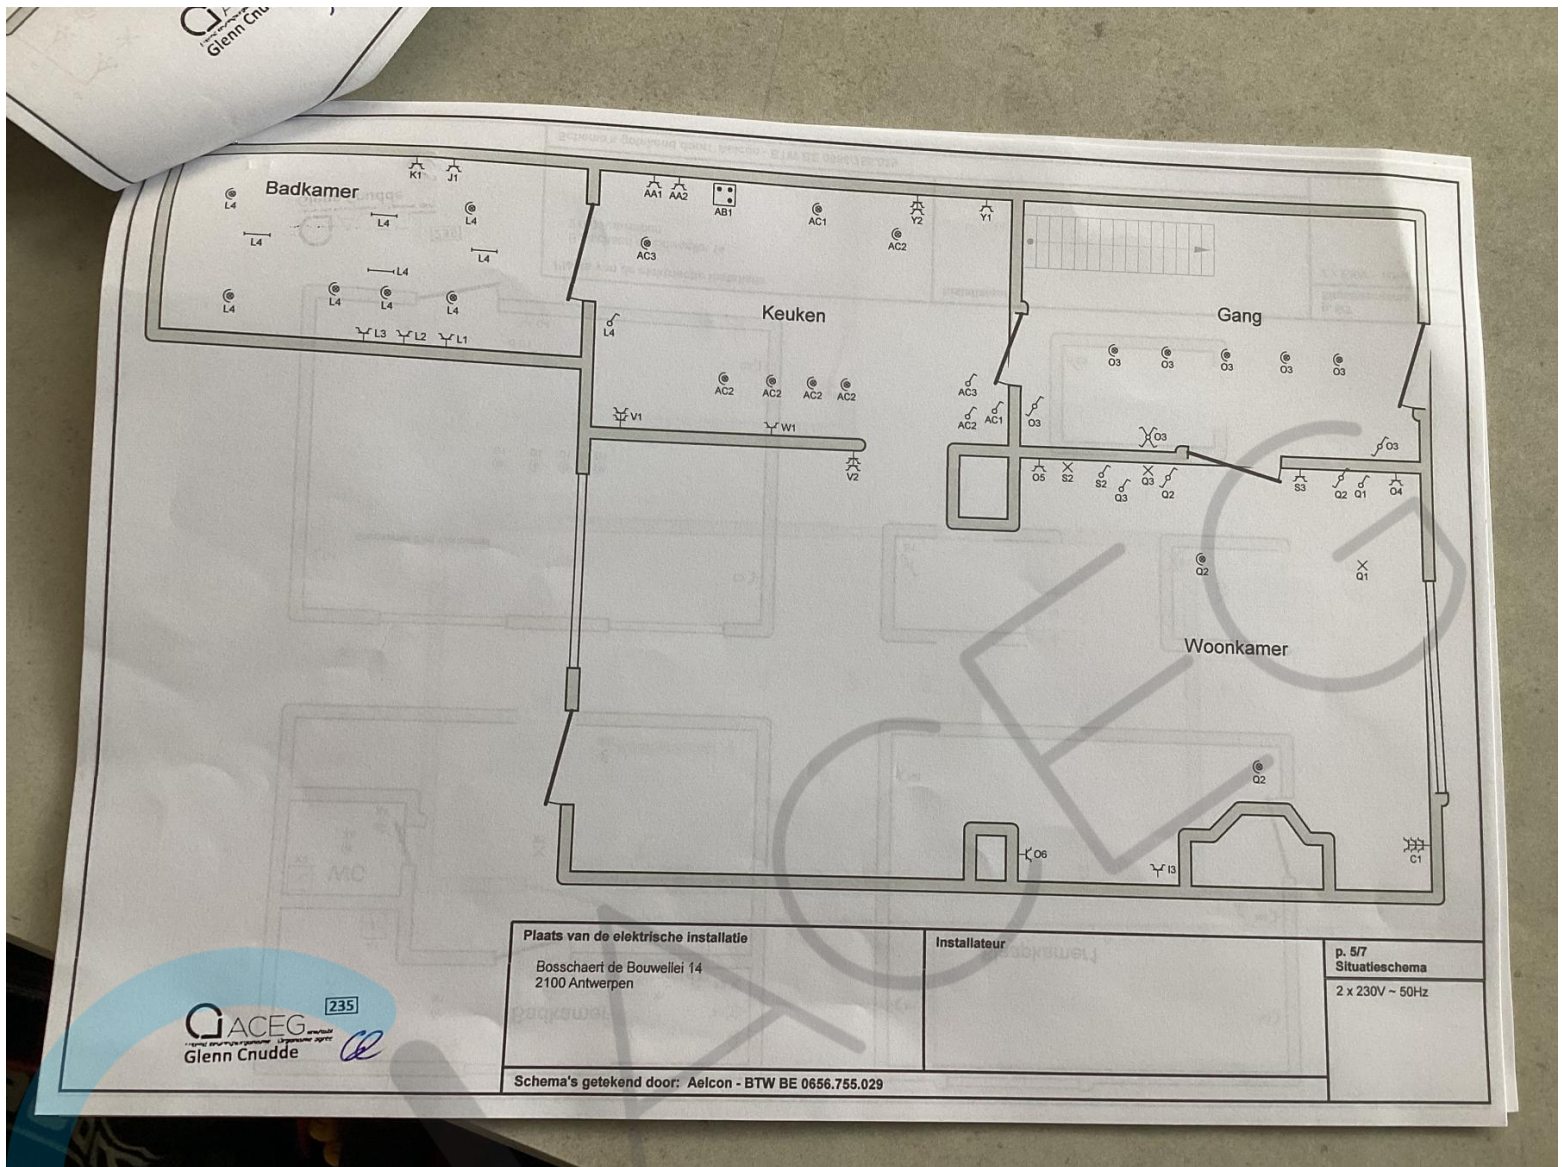 Glenn Cnudde
Badkamer
K1
J1
L4
L4
L4
L4
L4
L4
L4
L4
L4
L4
L3
L2
L1
AA1
AA2
AB1
AC1
Y2
Y1
AC2
AC3
L4
Keuken
AC2
AC2
AC2
AC2
AC3
AC2
AC1
V1
W1
V2
Gang
O3
O3
O3
O3
O3
O3
O3
O3
O5
S2
S2
Q3
Q3
Q2
S3
Q2
Q1
O4
Q2
Q1
Woonkamer
Q2
O6
I3
C1
ACEG
Plaats van de elektrische installatie
Bosschaert de Bouwellei 14
2100 Antwerpen
Installateur
p. 5/7
Situatieschema
2 x 230V ~ 50Hz
Schema's getekend door: Aelcon - BTW BE 0656.755.029
235
ACEG
Glenn Cnudde